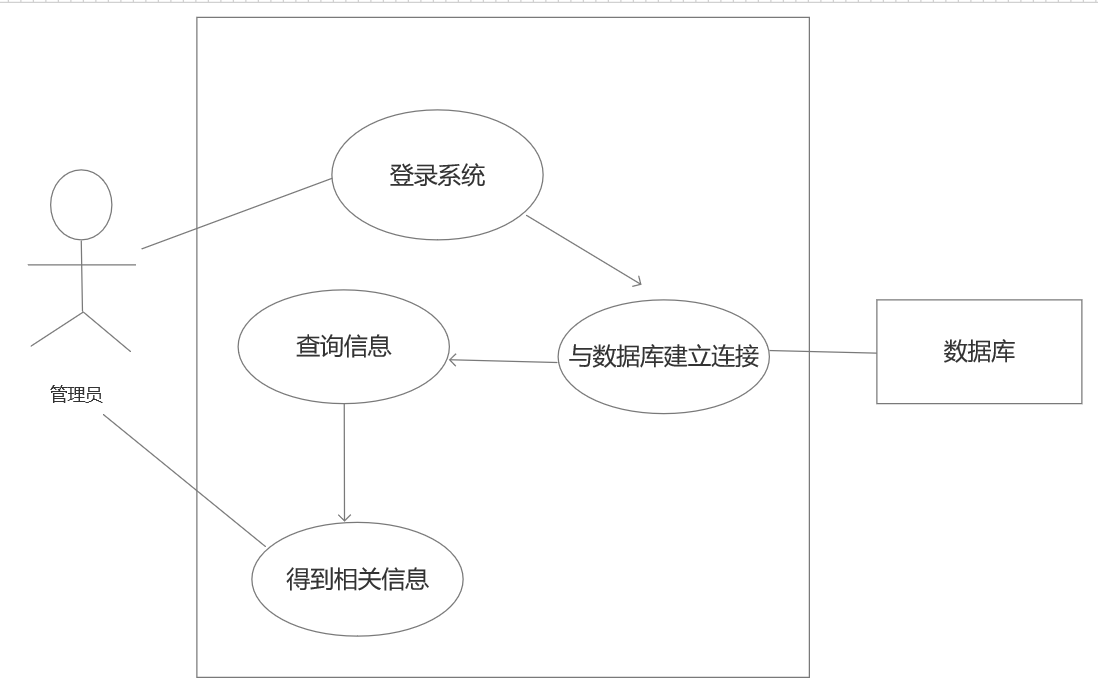 登录系统
查询信息
与数据库建立连接
数据库
管理员
得到相关信息